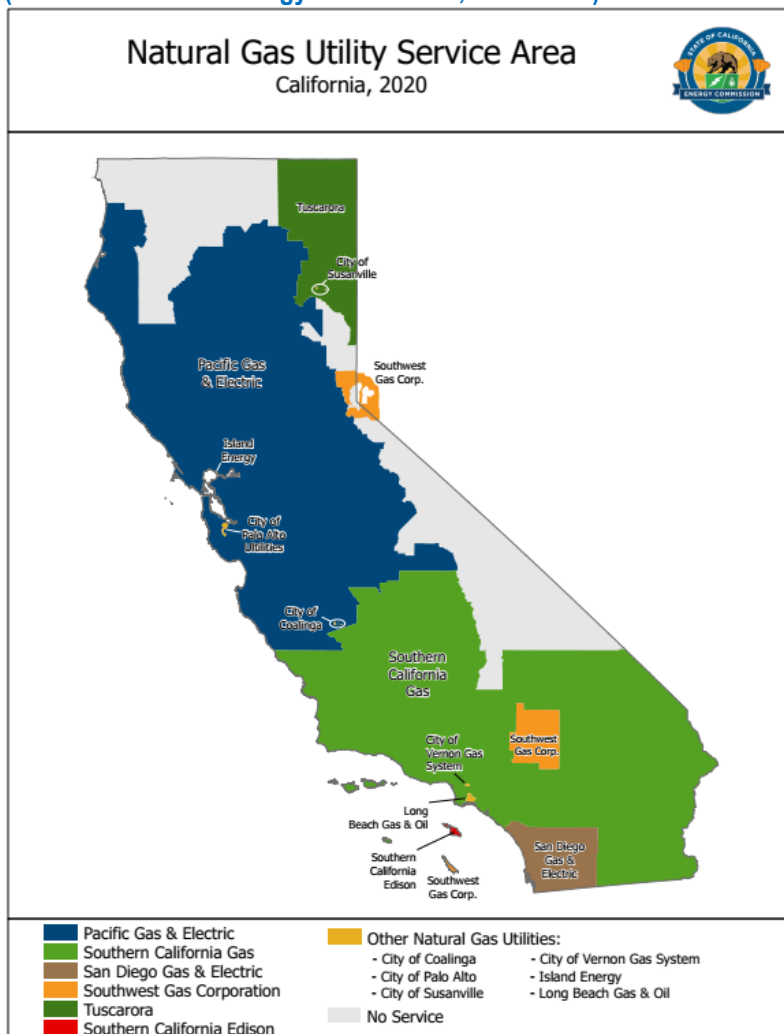 Natural Gas Utility Service Area
California, 2020
STATE OF CALIFORNIA
ENERGY COMMISSION
Tuscarora
City of
Susanville
Pacific Gas
& Electric
Southwest
Gas Corp.
Island
Energy
City of
Palo Alto
Utilities
City of
Coalinga
Southern
California
Gas
City of
Vernon Gas
System
Southwest
Gas Corp.
Long
Beach Gas & Oil
Southern
California
Edison
Southwest
Gas Corp.
San Diego
Gas &
Electric
Pacific Gas & Electric
Southern California Gas
San Diego Gas & Electric
Southwest Gas Corporation
Tuscarora
Southern California Edison
Other Natural Gas Utilities:
- City of Coalinga
- City of Palo Alto
- City of Susanville
- City of Vernon Gas System
- Island Energy
- Long Beach Gas & Oil
No Service